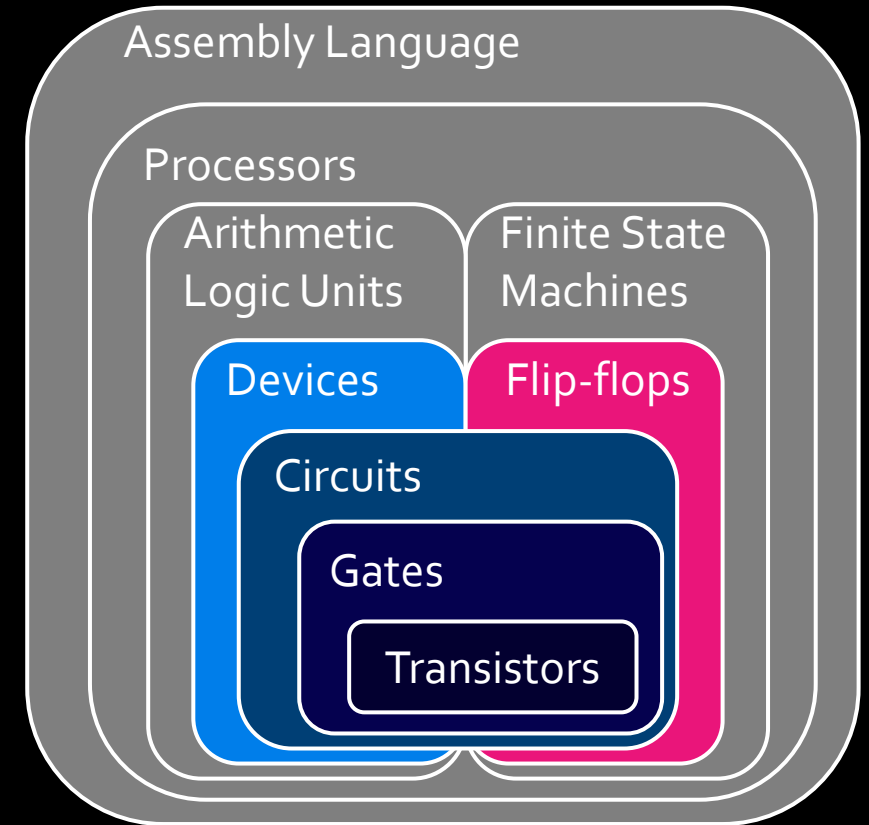 Assembly Language
Processors
Arithmetic
Logic Units
Finite State
Machines
Devices
Flip-flops
Circuits
Gates
Transistors